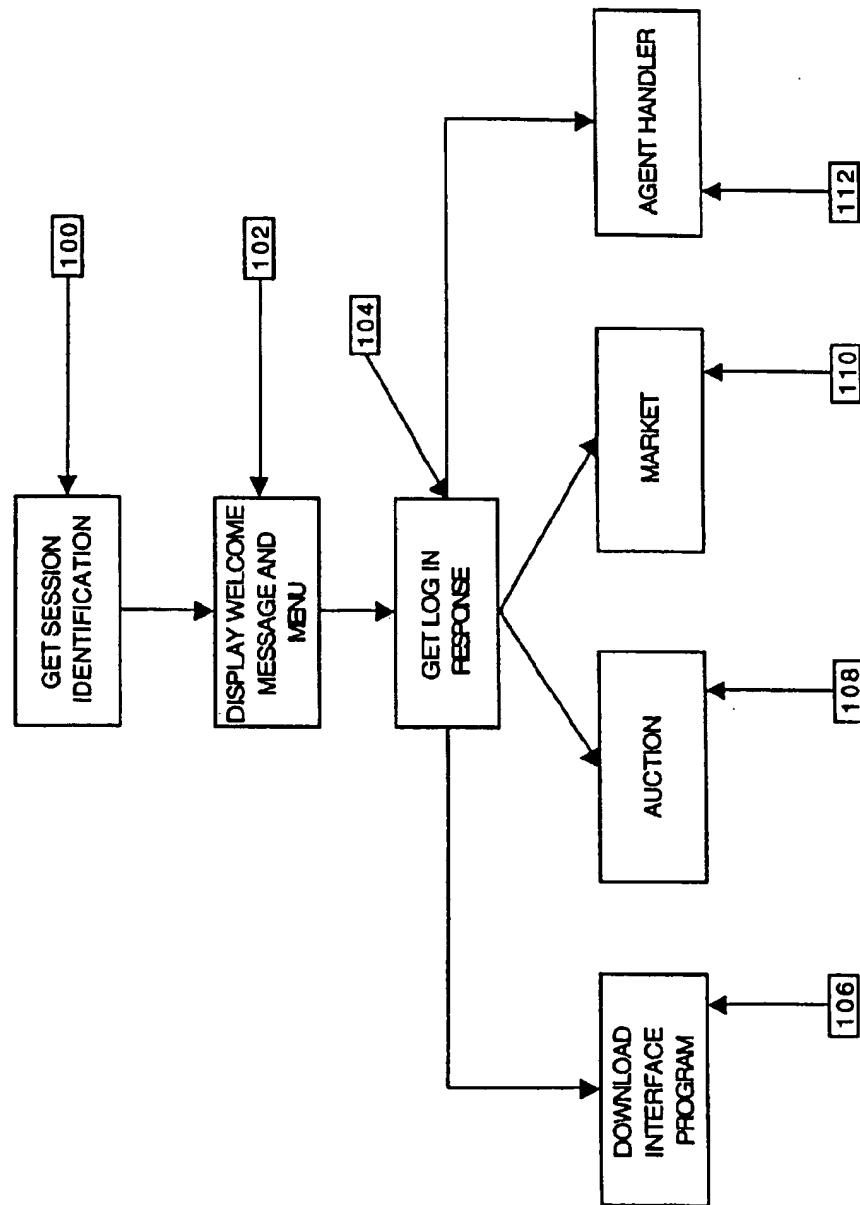 GET SESSION
IDENTIFICATION
100
DISPLAY WELCOME
MESSAGE AND
MENU
102
GET LOG IN
RESPONSE
104
DOWNLOAD
INTERFACE
PROGRAM
106
AUCTION
108
MARKET
110
AGENT HANDLER
112